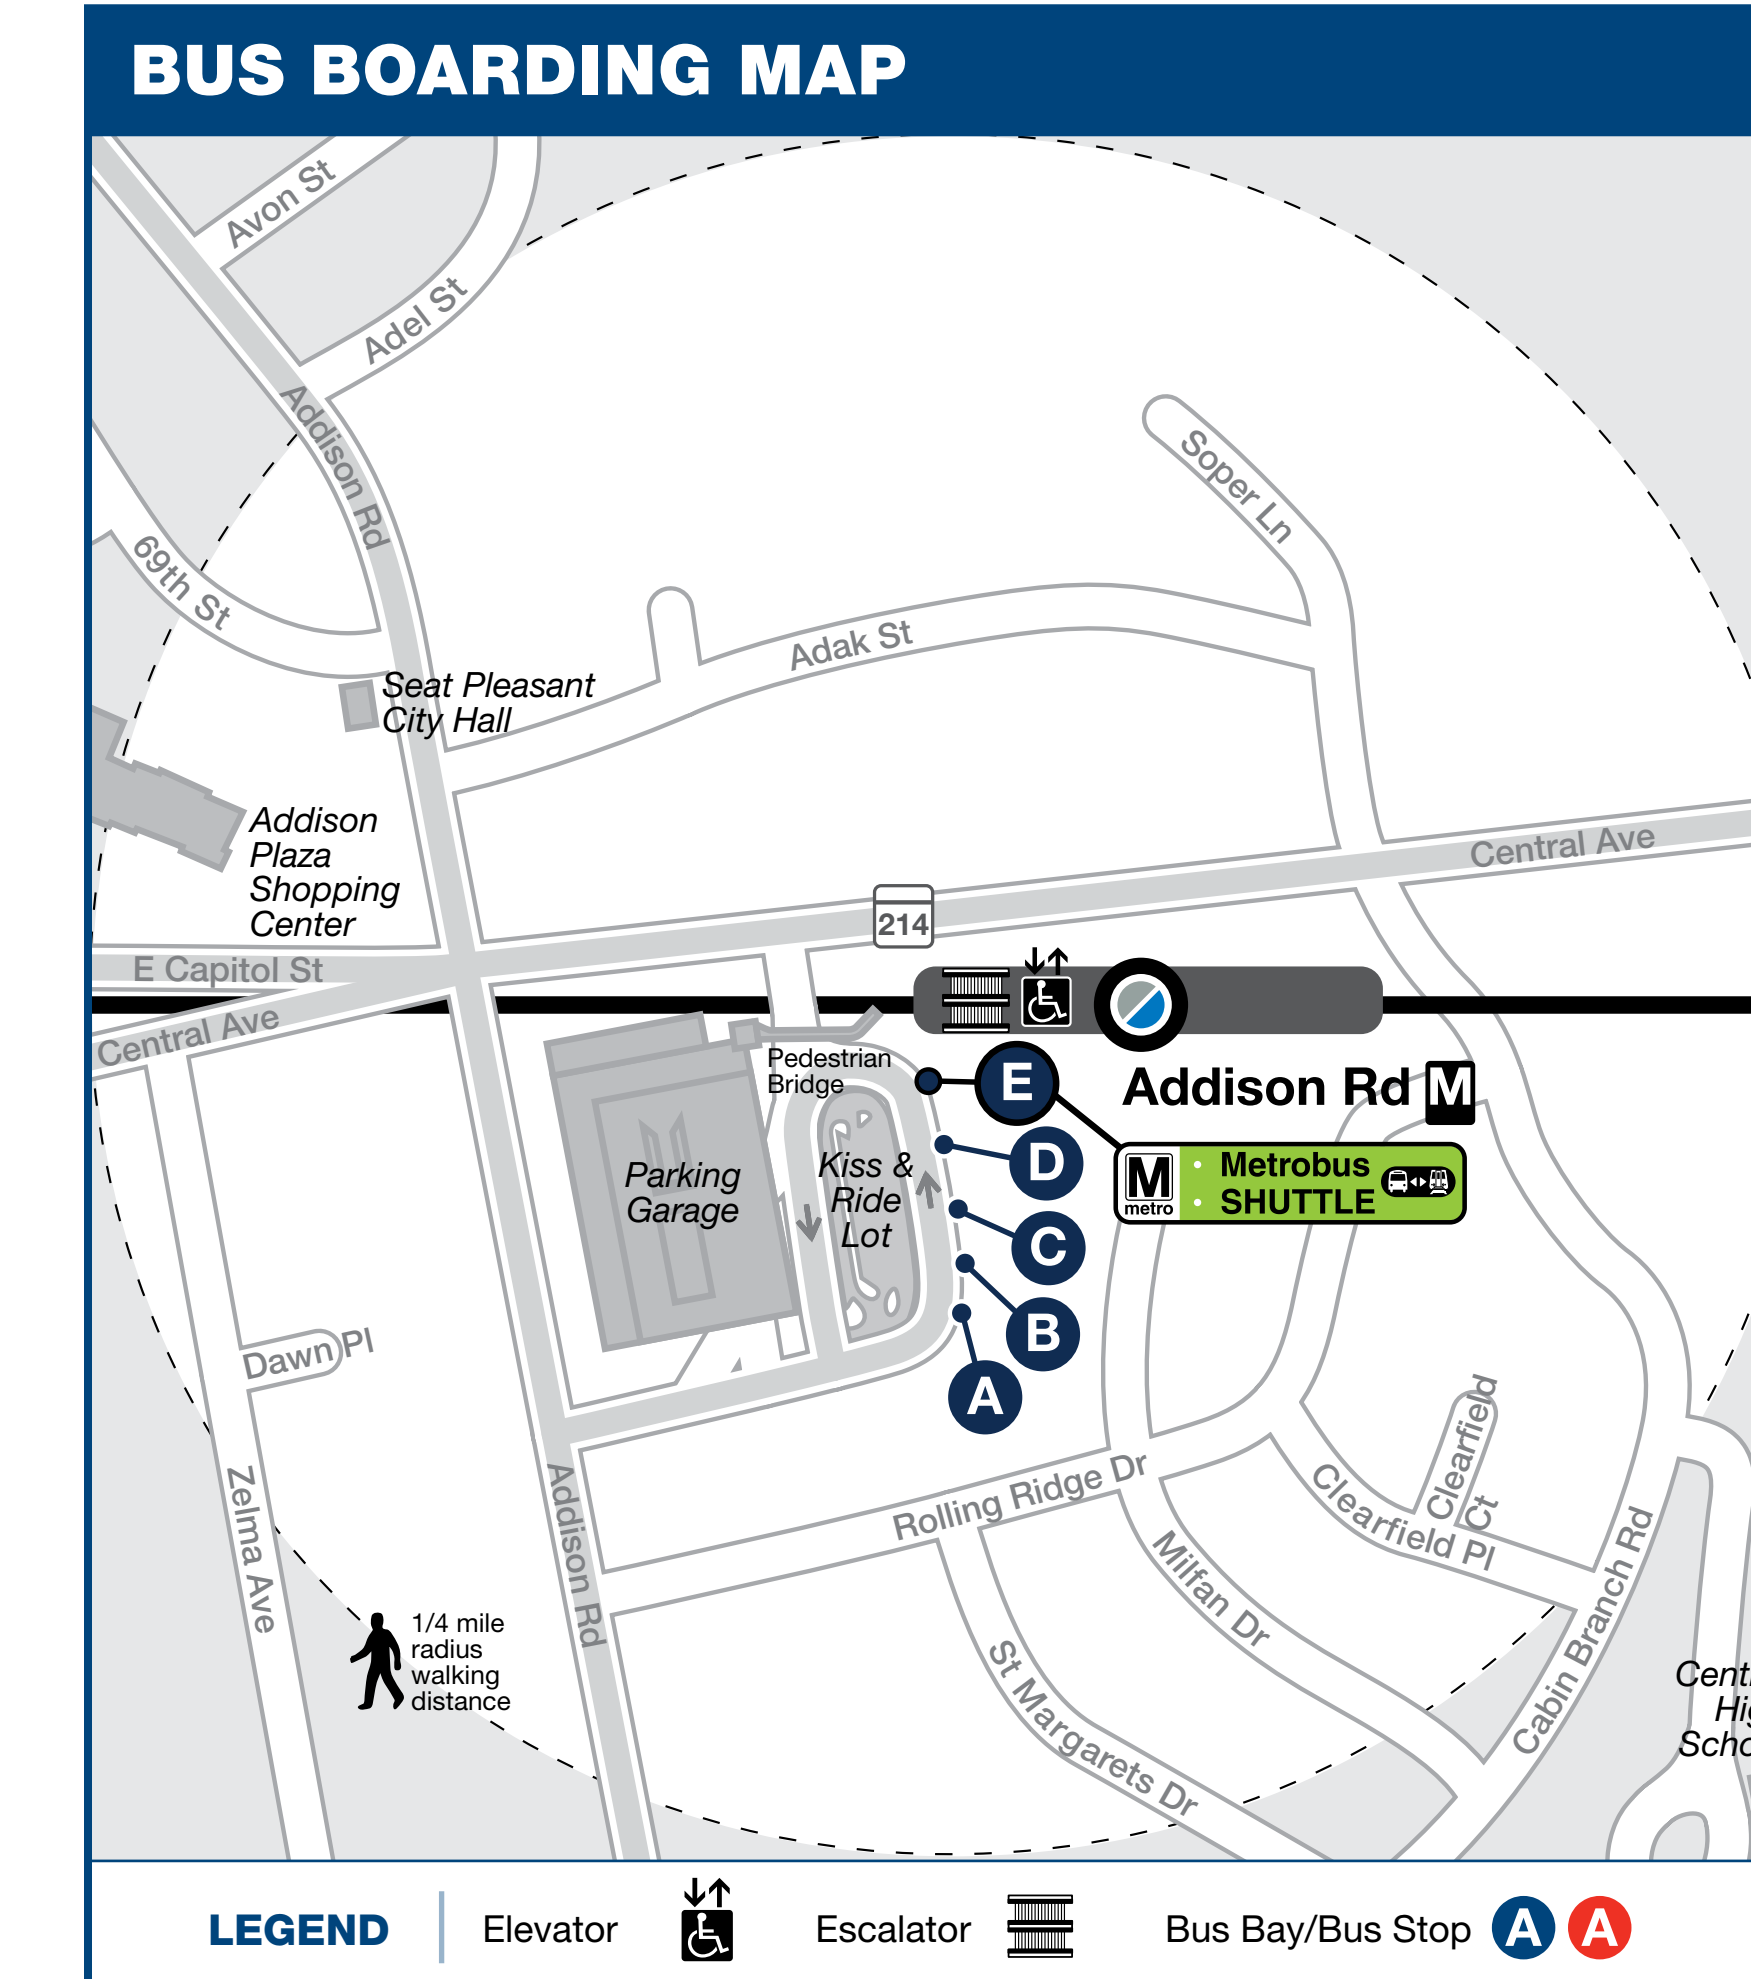 BUS BOARDING MAP
Avon St
Adel St
Addison Rd
Soper Ln
69th St
Adak St
Seat Pleasant
City Hall
Addison
Plaza
Shopping
Center
Central Ave
214
E Capitol St
Central Ave
Pedestrian
Bridge
E
Addison Rd M
D
M
metro
• Metrobus
• SHUTTLE
Parking
Garage
Kiss &
Ride
Lot
C
B
A
Dawn Pl
Zelma Ave
Addison Rd
Rolling Ridge Dr
Clearfield
Ct
Clearfield Pl
Milfan Dr
St Margarets Dr
Cabin Branch Rd
1/4 mile
radius
walking
distance
LEGEND
Elevator
Escalator
Bus Bay/Bus Stop A A